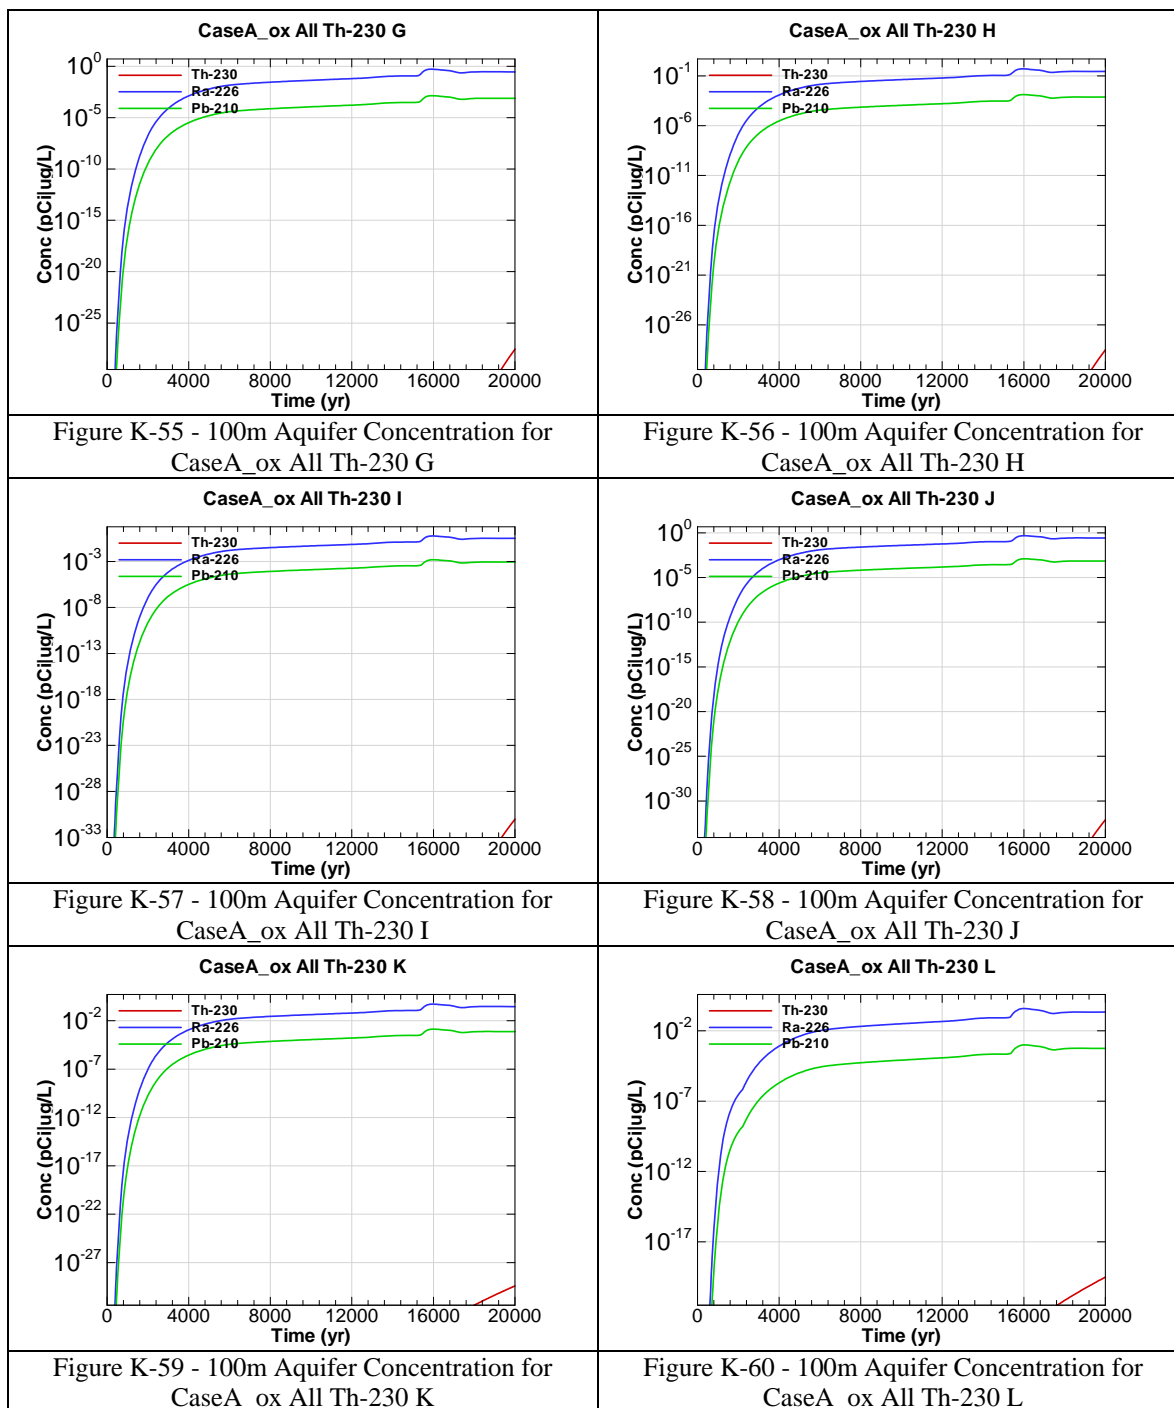 CaseA_ox All Th-230 G
10^0
10^-5
10^-10
10^-15
10^-20
10^-25
Conc (pCi|ug/L)
Th-230
Ra-226
Pb-210
0 4000 8000 12000 16000 20000
Time (yr)
Figure K-55 - 100m Aquifer Concentration for
CaseA_ox All Th-230 G
CaseA_ox All Th-230 H
10^-1
10^-6
10^-11
10^-16
10^-21
10^-26
Conc (pCi|ug/L)
Th-230
Ra-226
Pb-210
0 4000 8000 12000 16000 20000
Time (yr)
Figure K-56 - 100m Aquifer Concentration for
CaseA_ox All Th-230 H
CaseA_ox All Th-230 I
10^-3
10^-8
10^-13
10^-18
10^-23
10^-28
10^-33
Conc (pCi|ug/L)
Th-230
Ra-226
Pb-210
0 4000 8000 12000 16000 20000
Time (yr)
Figure K-57 - 100m Aquifer Concentration for
CaseA_ox All Th-230 I
CaseA_ox All Th-230 J
10^0
10^-5
10^-10
10^-15
10^-20
10^-25
10^-30
Conc (pCi|ug/L)
Th-230
Ra-226
Pb-210
0 4000 8000 12000 16000 20000
Time (yr)
Figure K-58 - 100m Aquifer Concentration for
CaseA_ox All Th-230 J
CaseA_ox All Th-230 K
10^-2
10^-7
10^-12
10^-17
10^-22
10^-27
Conc (pCi|ug/L)
Th-230
Ra-226
Pb-210
0 4000 8000 12000 16000 20000
Time (yr)
Figure K-59 - 100m Aquifer Concentration for
CaseA_ox All Th-230 K
CaseA_ox All Th-230 L
10^-2
10^-7
10^-12
10^-17
Conc (pCi|ug/L)
Th-230
Ra-226
Pb-210
0 4000 8000 12000 16000 20000
Time (yr)
Figure K-60 - 100m Aquifer Concentration for
CaseA_ox All Th-230 L